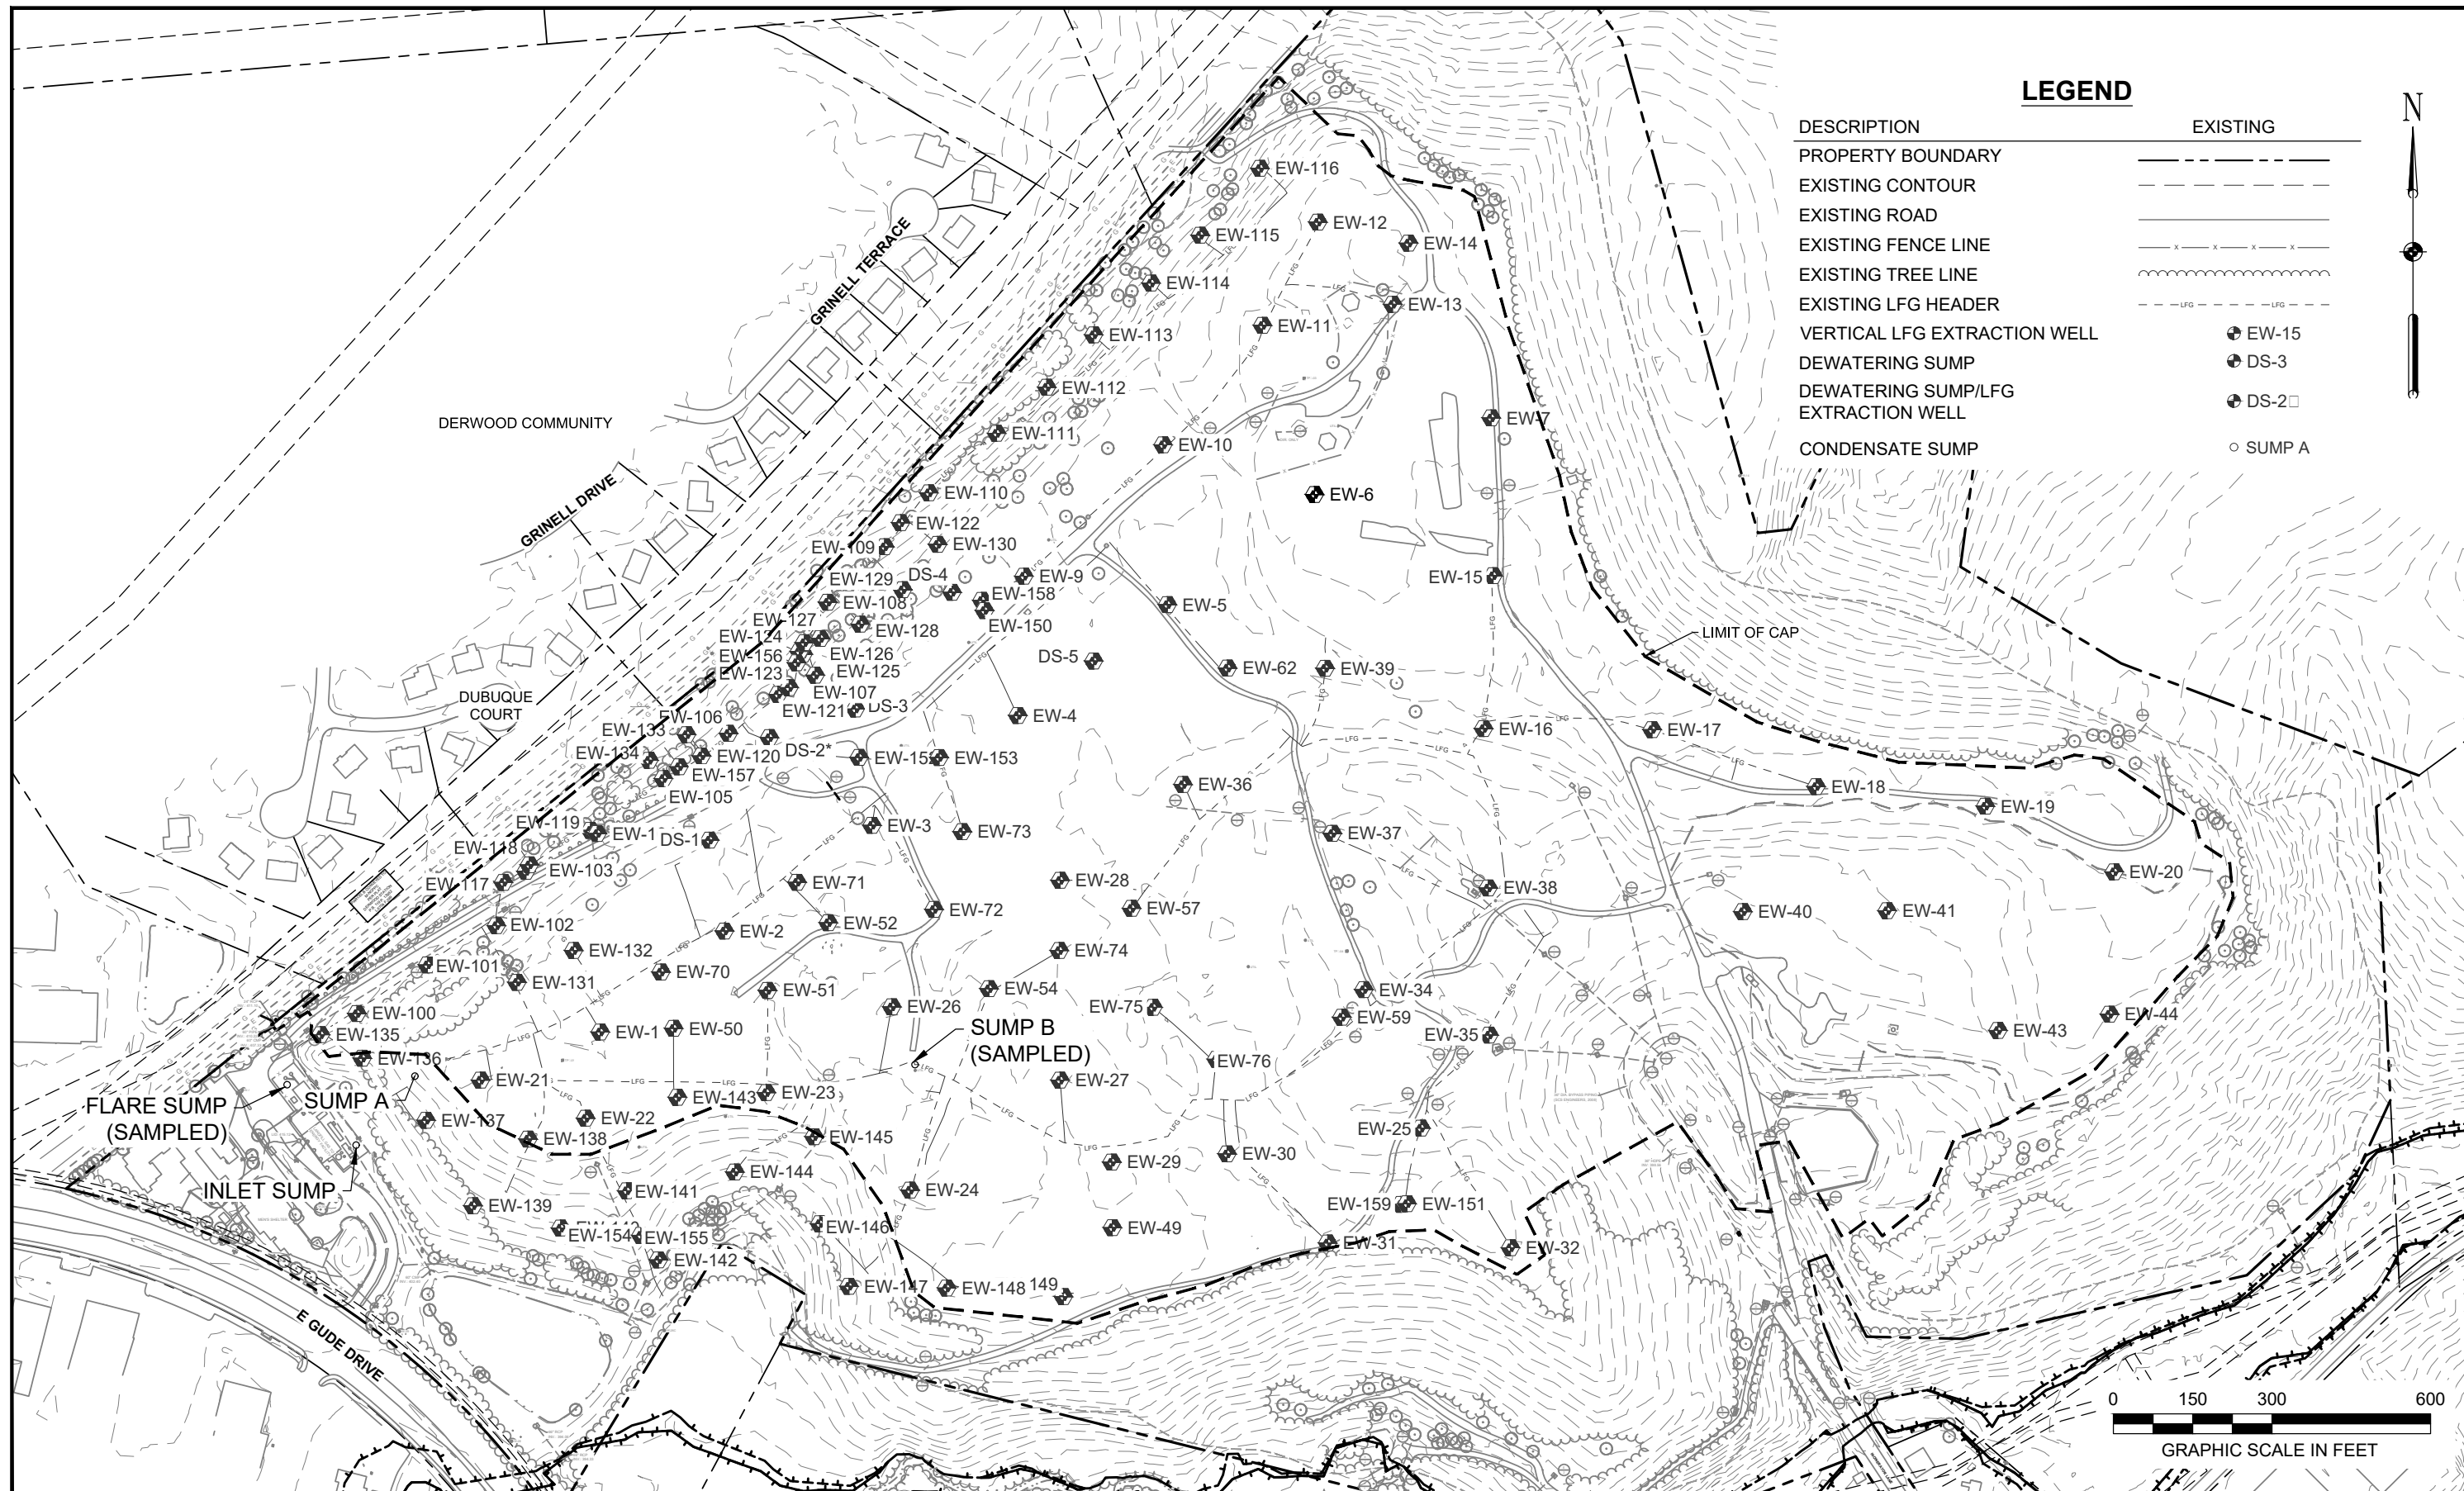 LEGEND
N
DESCRIPTION EXISTING
PROPERTY BOUNDARY
EXISTING CONTOUR
EXISTING ROAD
EXISTING FENCE LINE
EXISTING TREE LINE
EXISTING LFG HEADER
VERTICAL LFG EXTRACTION WELL EW-15
DEWATERING SUMP DS-3
DEWATERING SUMP/LFG
EXTRACTION WELL DS-2
CONDENSATE SUMP SUMP A
EW-116
EW-12
EW-115
EW-14
EW-114
GRINELL TERRACE
EW-13
EW-11
EW-113
EW-112
EW-7
DERWOOD COMMUNITY
EW-111
EW-10
EW-110
EW-6
GRINELL DRIVE
EW-122
EW-109
EW-130
EW-129
DS-4
EW-9
EW-15
EW-158
EW-108
EW-5
EW-127
EW-150
EW-128
EW-124
LIMIT OF CAP
EW-156
EW-126
DS-5
EW-123
EW-125
EW-62
EW-39
DUBUQUE
COURT
EW-107
EW-121
DS-3
EW-106
EW-4
EW-133
EW-16
EW-17
EW-134
EW-120
DS-2*
EW-152
EW-153
EW-157
EW-36
EW-18
EW-105
EW-19
EW-119
EW-1
DS-1
EW-3
EW-73
EW-37
EW-118
EW-103
EW-117
EW-71
EW-28
EW-38
EW-20
EW-102
EW-2
EW-52
EW-72
EW-57
EW-40
EW-41
EW-132
EW-101
EW-70
EW-74
EW-131
EW-51
EW-54
EW-34
EW-100
EW-26
EW-75
EW-59
EW-44
EW-135
EW-1
EW-50
SUMP B
(SAMPLED)
EW-35
EW-43
EW-136
EW-76
EW-21
EW-27
FLARE SUMP
(SAMPLED)
SUMP A
EW-143
EW-23
EW-137
EW-22
EW-138
EW-145
EW-25
INLET SUMP
EW-144
EW-29
EW-30
EW-141
EW-24
EW-139
EW-159
EW-151
EW-146
EW-49
EW-154
EW-155
EW-31
EW-32
EW-142
EW-147
EW-148
149
E GUDE DRIVE
0 150 300 600
GRAPHIC SCALE IN FEET